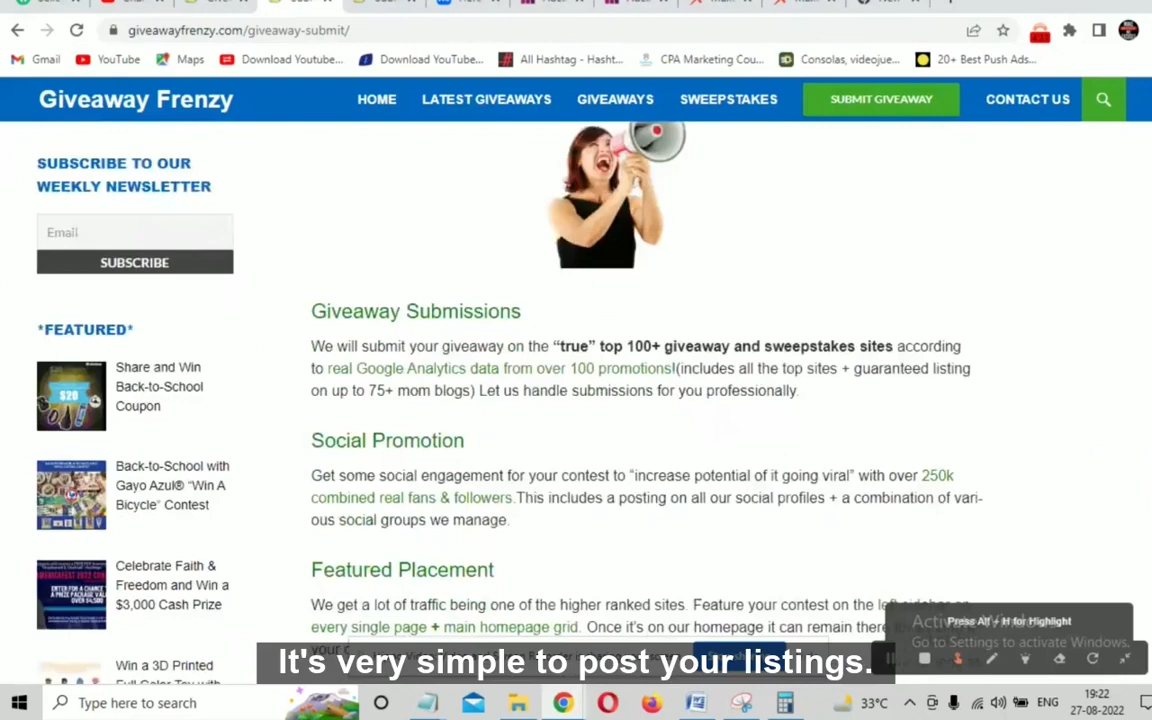 giveawayfrenzy.com/giveaway-submit/
Gmail YouTube Maps Download Youtube... Download YouTube... All Hashtag - Hasht... CPA Marketing Cou... Consolas, videojue... 20+ Best Push Ads...
Giveaway Frenzy HOME LATEST GIVEAWAYS GIVEAWAYS SWEEPSTAKES SUBMIT GIVEAWAY CONTACT US
SUBSCRIBE TO OUR
WEEKLY NEWSLETTER
Email
SUBSCRIBE
*FEATURED*
Share and Win
Back-to-School
Coupon
$20
Back-to-School with
Gayo Azul® “Win A
Bicycle” Contest
Celebrate Faith &
Freedom and Win a
$3,000 Cash Prize
Win a 3D Printed
Giveaway Submissions
We will submit your giveaway on the “true” top 100+ giveaway and sweepstakes sites according
to real Google Analytics data from over 100 promotions!(includes all the top sites + guaranteed listing
on up to 75+ mom blogs) Let us handle submissions for you professionally.
Social Promotion
Get some social engagement for your contest to “increase potential of it going viral” with over 250k
combined real fans & followers.This includes a posting on all our social profiles + a combination of vari-
ous social groups we manage.
Featured Placement
We get a lot of traffic being one of the higher ranked sites. Feature your contest on the left sidebar on
every single page + main homepage grid. Once it's on our homepage it can remain there
Press Alt + H for Highlight
Go to Settings to activate Windows.
It's very simple to post your listings.
Type here to search
33°C ENG
19:22
27-08-2022